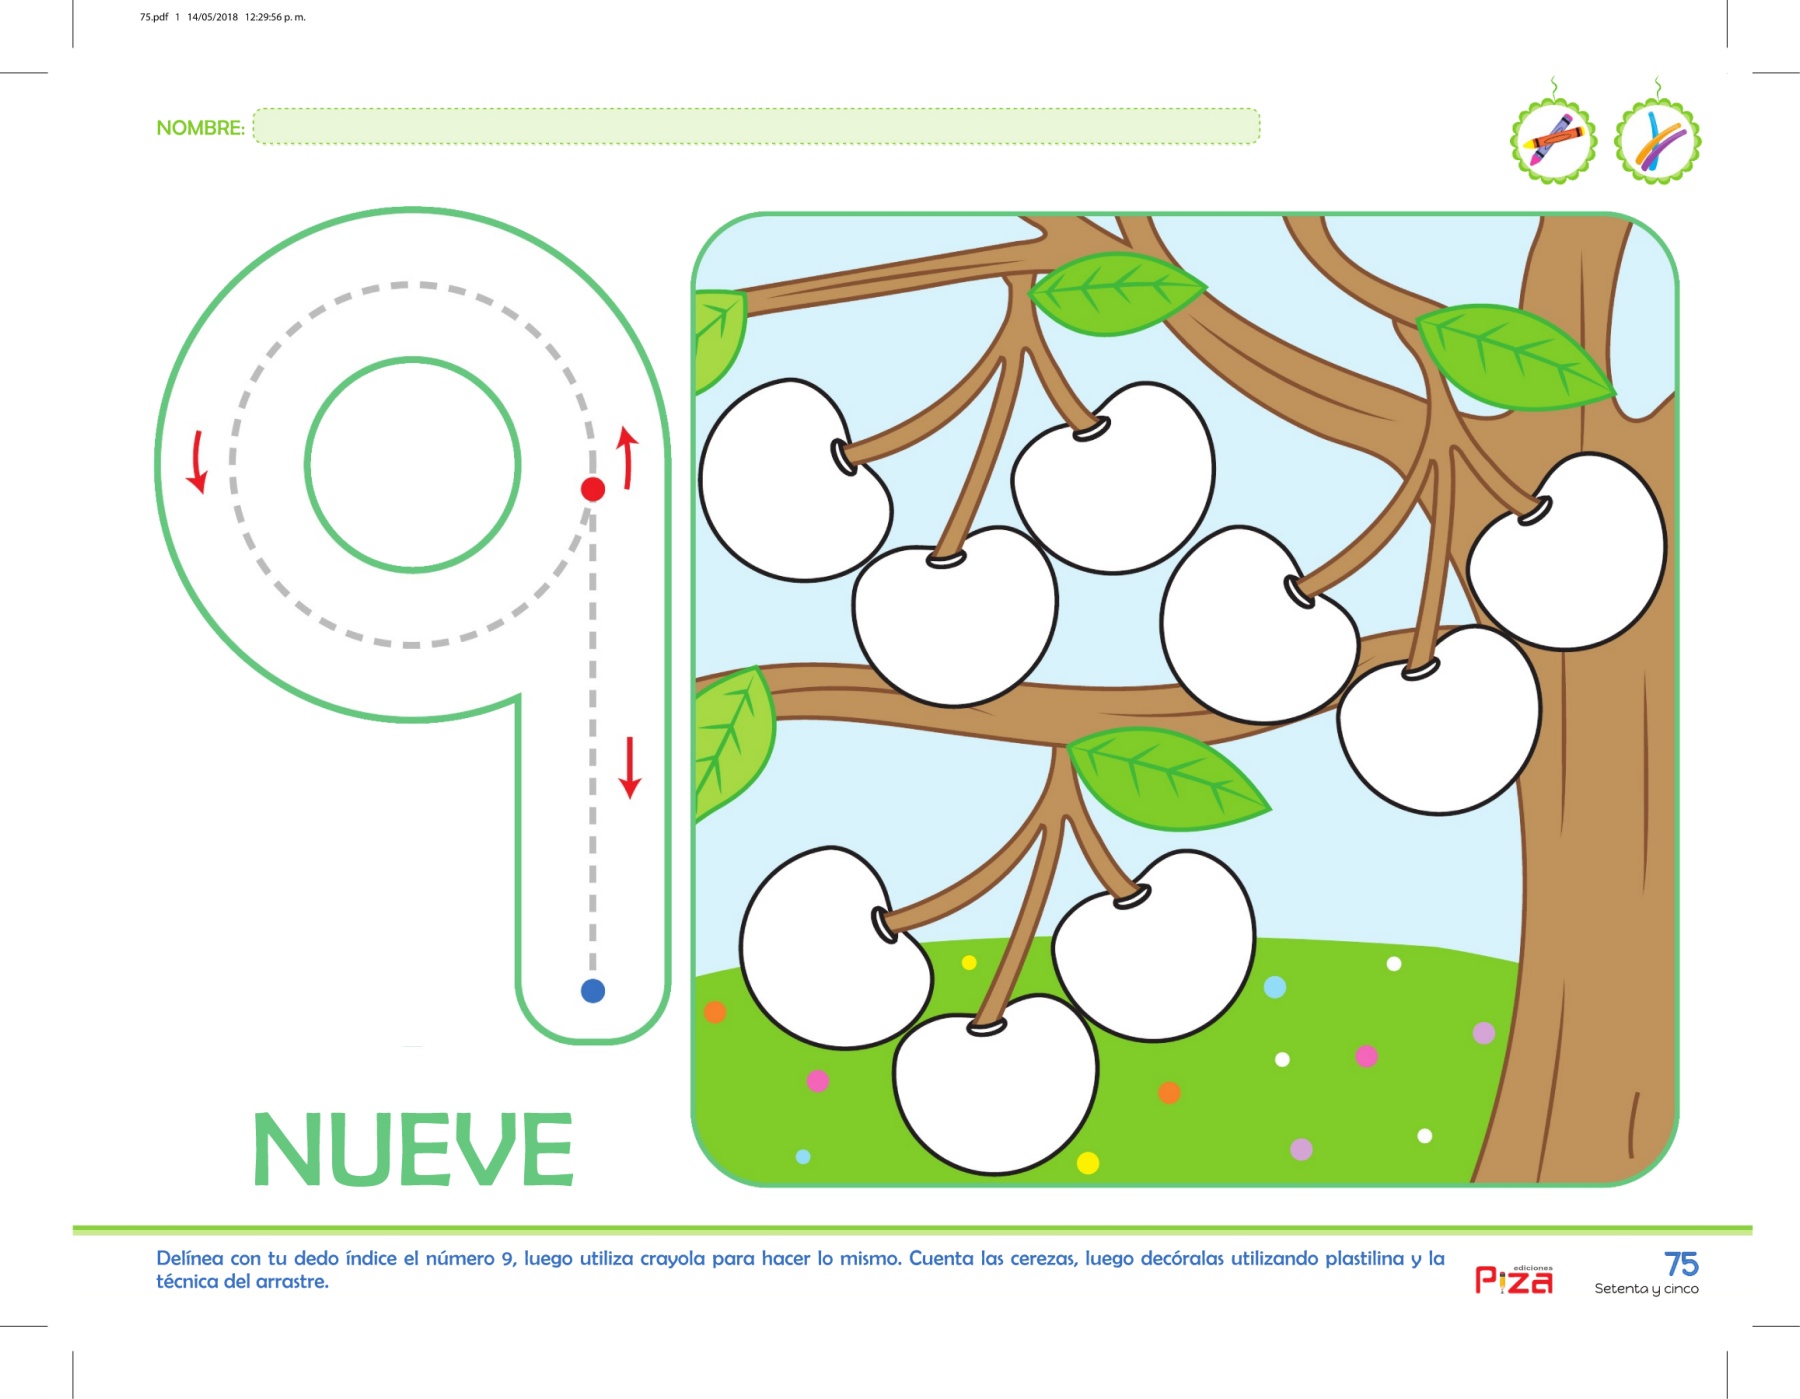 75.pdf 1 14/05/2018 12:29:56 p. m.
NOMBRE:
9
NUEVE
Delínea con tu dedo índice el número 9, luego utiliza crayola para hacer lo mismo. Cuenta las cerezas, luego decóralas utilizando plastilina y la
técnica del arrastre.
ediciones
Piza
75
Setenta y cinco